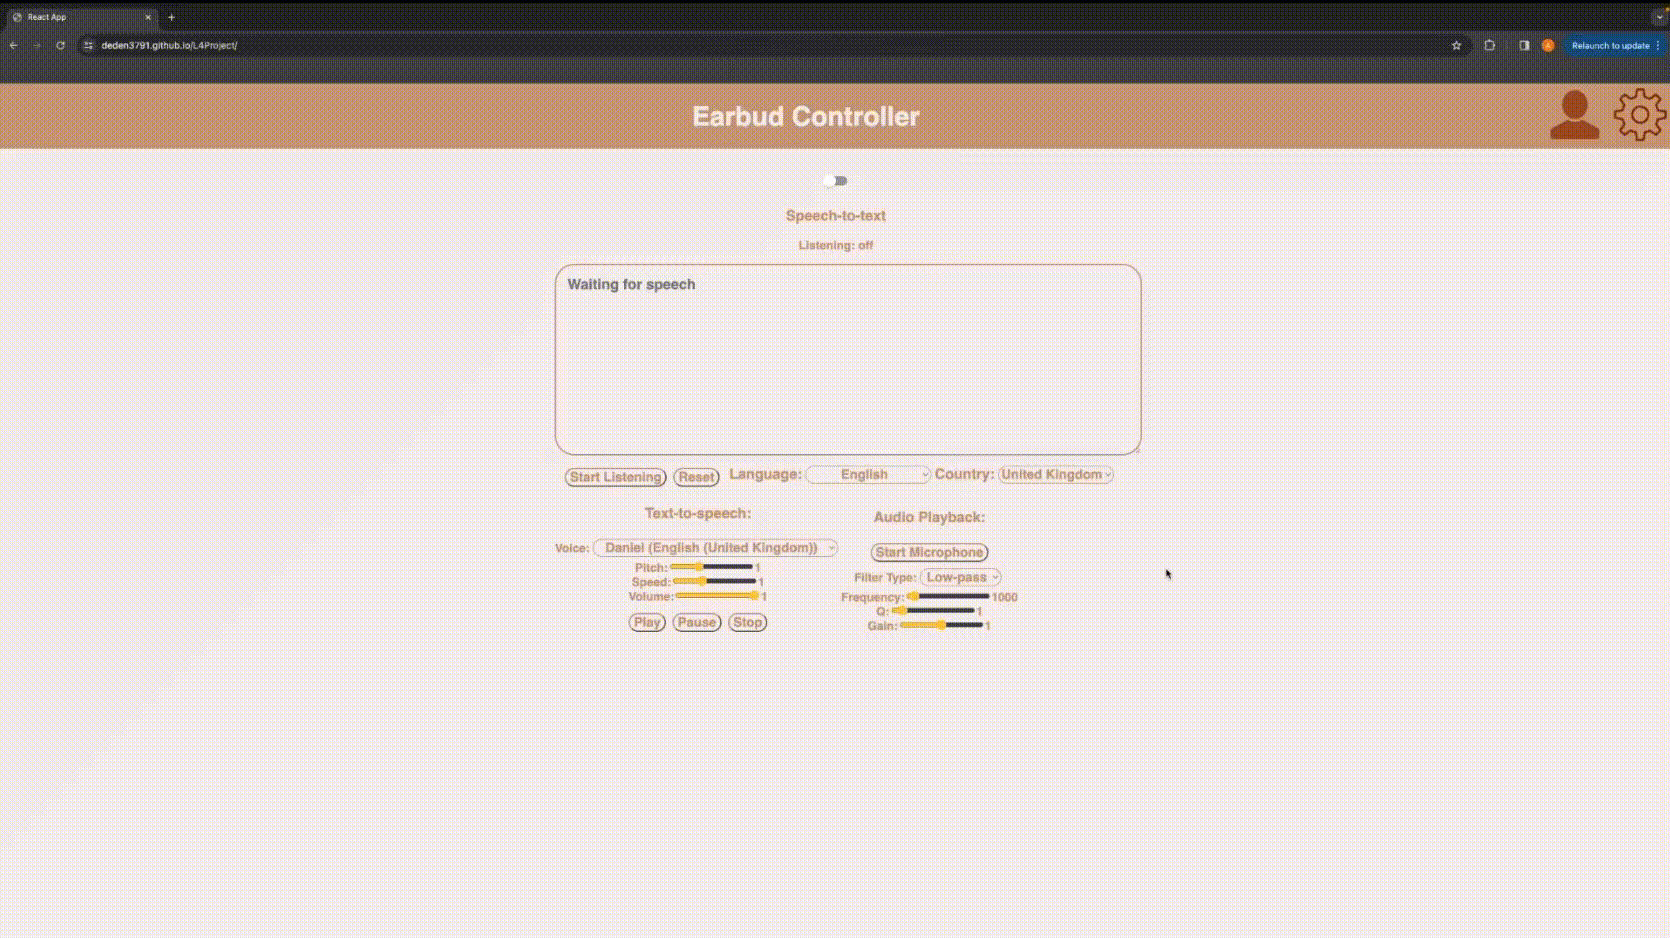 React App
deden3791.github.io/L4Project/
Relaunch to update
Earbud Controller
Speech-to-text
Listening: off
Waiting for speech
Start Listening Reset Language: English Country: United Kingdom
Text-to-speech:
Voice: Daniel (English (United Kingdom))
Pitch: 1
Speed: 1
Volume: 1
Play Pause Stop
Audio Playback:
Start Microphone
Filter Type: Low-pass
Frequency: 1000
Q: 1
Gain: 1